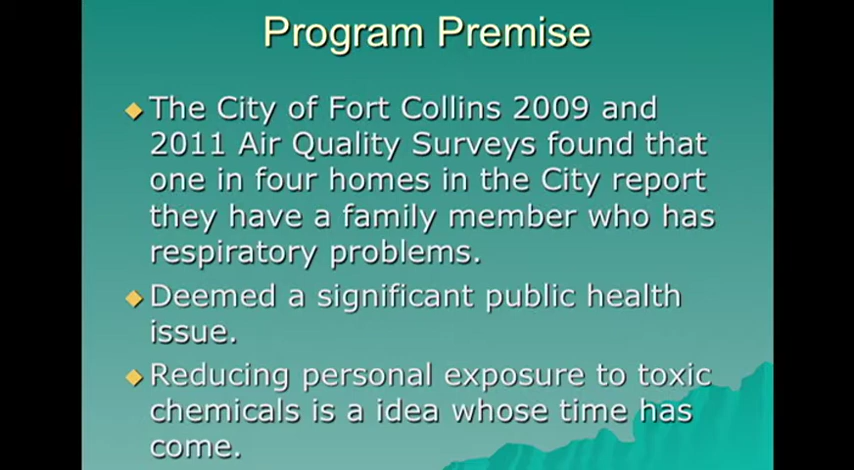 Program Premise
The City of Fort Collins 2009 and
2011 Air Quality Surveys found that
one in four homes in the City report
they have a family member who has
respiratory problems.
Deemed a significant public health
issue.
Reducing personal exposure to toxic
chemicals is a idea whose time has
come.